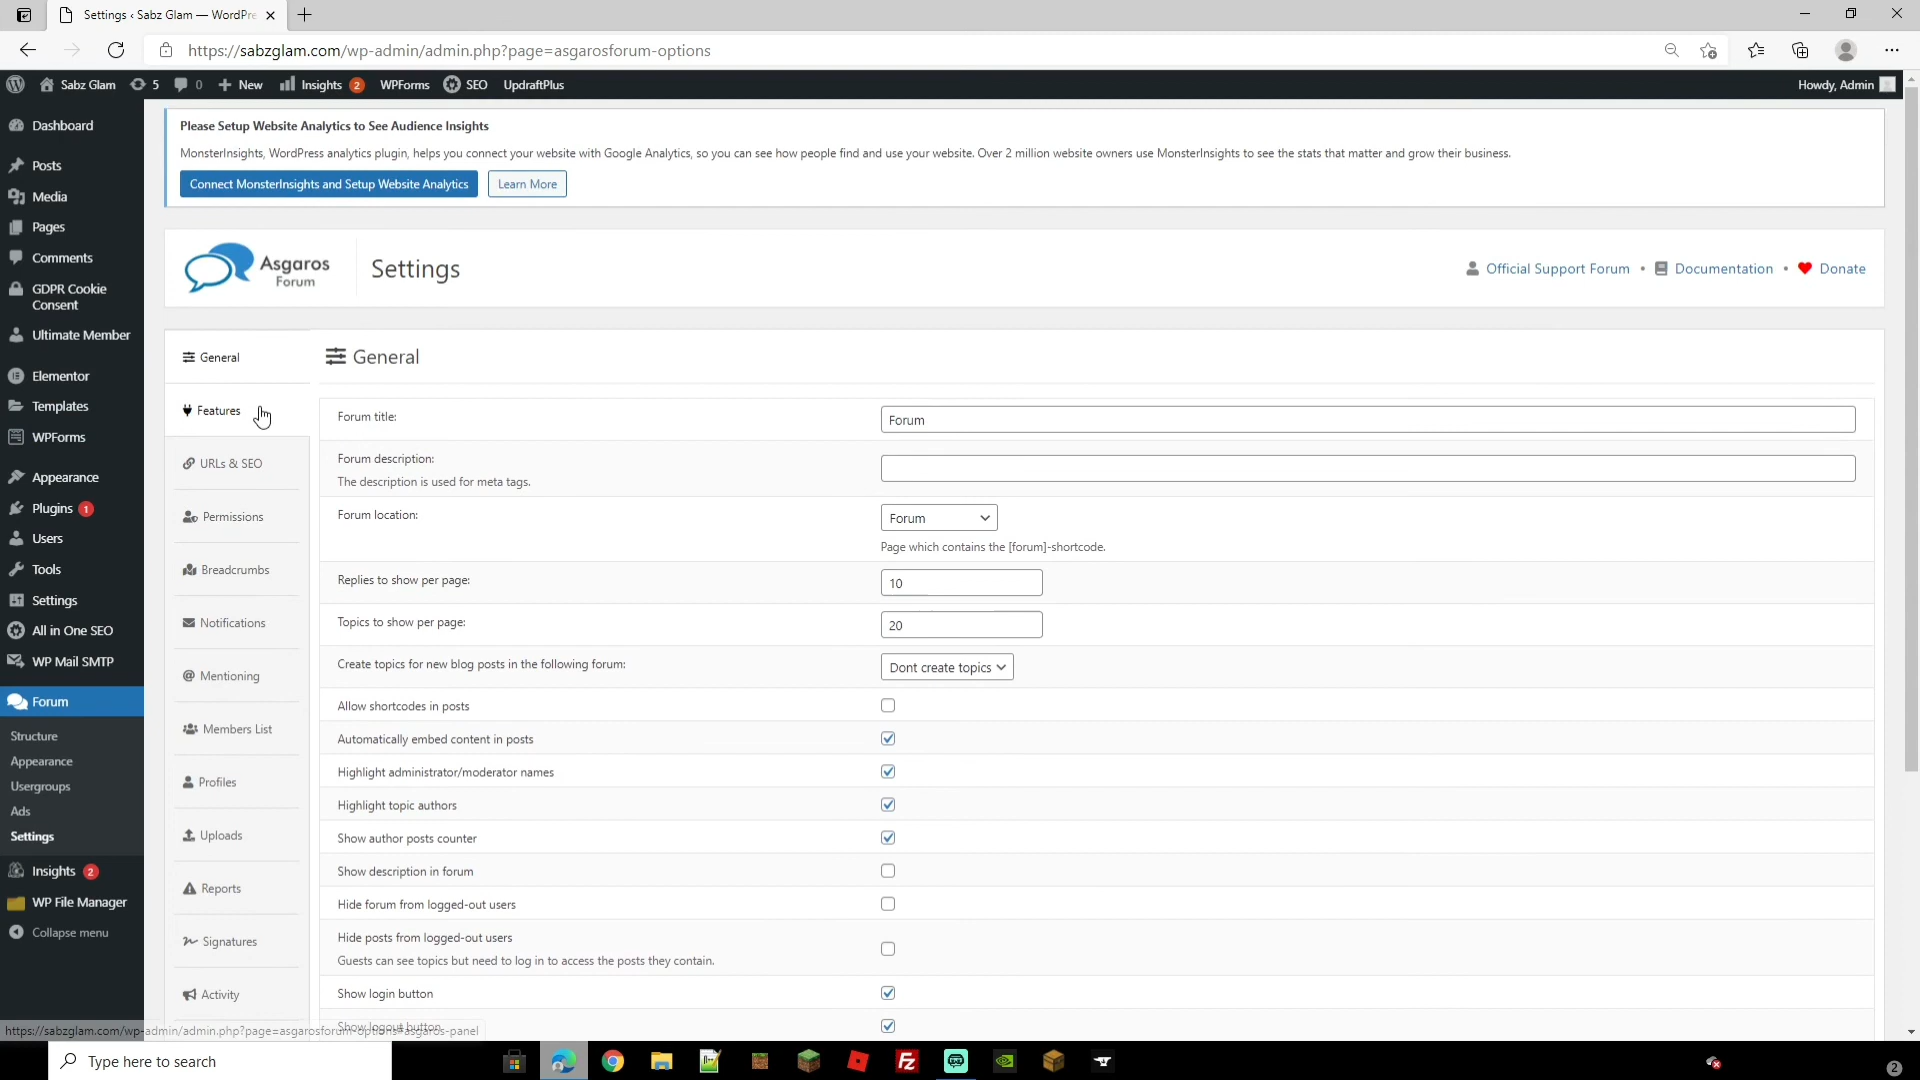 Settings ‹ Sabz Glam — WordPre
https://sabzglam.com/wp-admin/admin.php?page=asgarosforum-options
Sabz Glam
5
0
New
Insights 2
WPForms
SEO
UpdraftPlus
Howdy, Admin
Dashboard
Posts
Media
Pages
Comments
GDPR Cookie
Consent
Ultimate Member
Elementor
Templates
WPForms
Appearance
Plugins 1
Users
Tools
Settings
All in One SEO
WP Mail SMTP
Forum
Structure
Appearance
Usergroups
Ads
Settings
Insights 2
WP File Manager
Collapse menu
Please Setup Website Analytics to See Audience Insights
MonsterInsights, WordPress analytics plugin, helps you connect your website with Google Analytics, so you can see how people find and use your website. Over 2 million website owners use MonsterInsights to see the stats that matter and grow their business.
Connect MonsterInsights and Setup Website Analytics
Learn More
Asgaros
Forum
Settings
Official Support Forum • Documentation • Donate
General
Features
URLs & SEO
Permissions
Breadcrumbs
Notifications
Mentioning
Members List
Profiles
Uploads
Reports
Signatures
Activity
General
Forum title:
Forum
Forum description:
The description is used for meta tags.
Forum location:
Forum
Page which contains the [forum]-shortcode.
Replies to show per page:
10
Topics to show per page:
20
Create topics for new blog posts in the following forum:
Dont create topics
Allow shortcodes in posts
Automatically embed content in posts
Highlight administrator/moderator names
Highlight topic authors
Show author posts counter
Show description in forum
Hide forum from logged-out users
Hide posts from logged-out users
Guests can see topics but need to log in to access the posts they contain.
Show login button
Show logout button
https://sabzglam.com/wp-admin/admin.php?page=asgarosforum-options#asgaros-panel
Type here to search
2